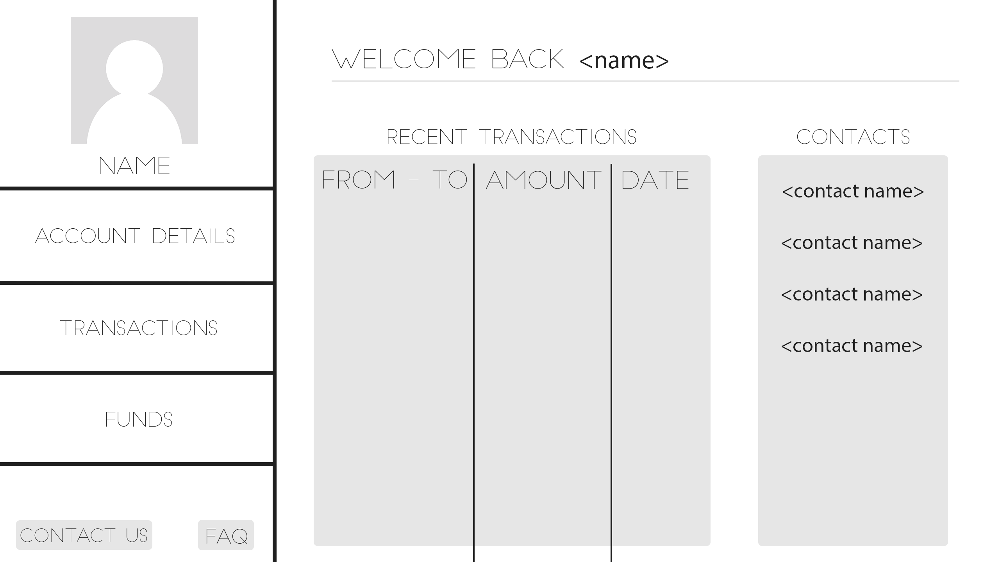 NAME
ACCOUNT DETAILS
TRANSACTIONS
FUNDS
CONTACT US
FAQ
WELCOME BACK <name>
RECENT TRANSACTIONS
FROM - TO
AMOUNT
DATE
CONTACTS
<contact name>
<contact name>
<contact name>
<contact name>